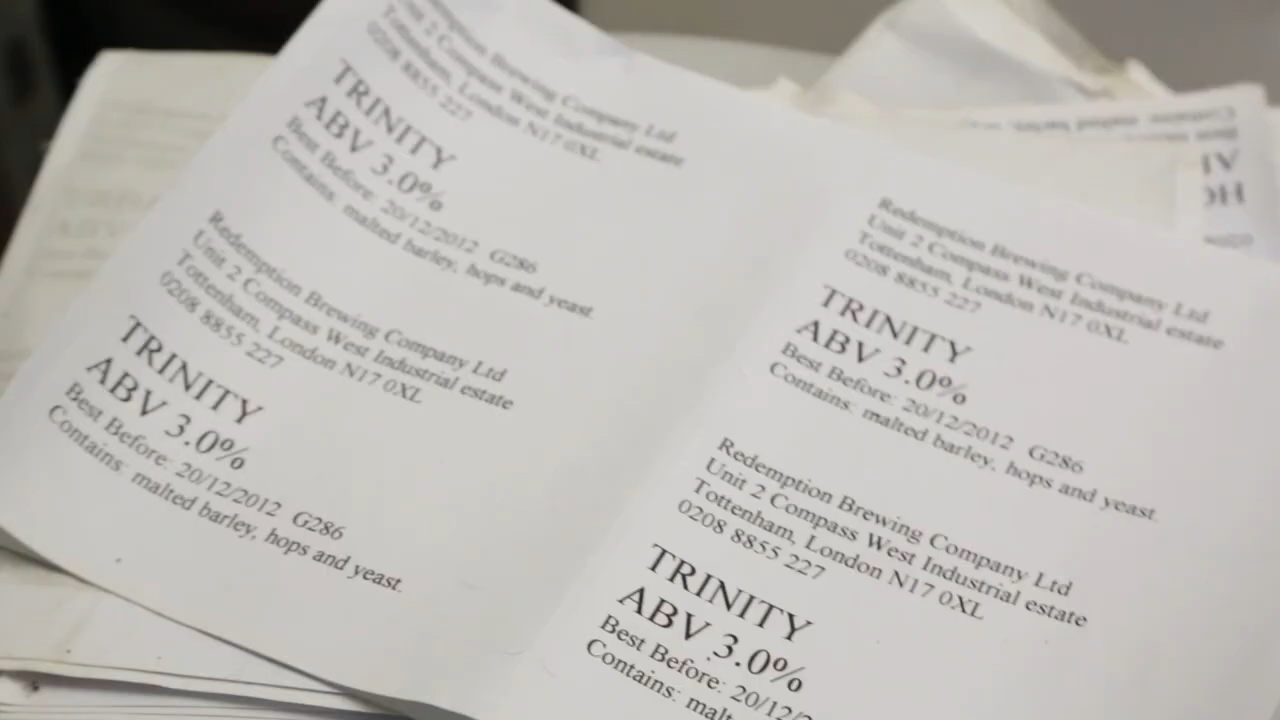 Redemption Brewing Company Ltd
Unit 2 Compass West Industrial estate
Tottenham, London N17 0XL
0208 8855 227
TRINITY
ABV 3.0%
Best Before: 20/12/2012 G286
Contains: malted barley, hops and yeast.
Redemption Brewing Company Ltd
Unit 2 Compass West Industrial estate
Tottenham, London N17 0XL
0208 8855 227
TRINITY
ABV 3.0%
Best Before: 20/12/2012 G286
Contains: malted barley, hops and yeast.
Redemption Brewing Company Ltd
Unit 2 Compass West Industrial estate
Tottenham, London N17 0XL
0208 8855 227
TRINITY
ABV 3.0%
Best Before: 20/12/2012 G286
Contains: malted barley, hops and yeast.
Redemption Brewing Company Ltd
Unit 2 Compass West Industrial estate
Tottenham, London N17 0XL
0208 8855 227
TRINITY
ABV 3.0%
Best Before: 20/12/2
Contains: malt